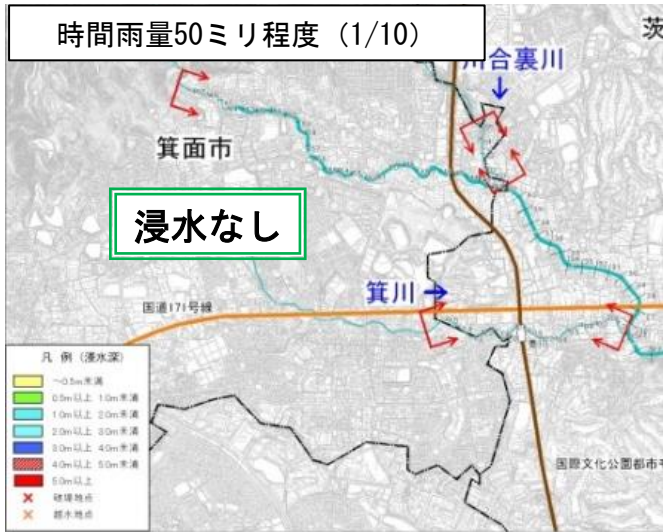 時間雨量50ミリ程度 (1/10)
茨
川合裏川
箕面市
浸水なし
箕川
国道171号線
凡 例 (浸水深)
～0.5m未満
0.5m以上 1.0m未満
1.0m以上 2.0m未満
2.0m以上 3.0m未満
3.0m以上 4.0m未満
4.0m以上 5.0m未満
5.0m以上
破堤地点
越水地点
国際文化公園都市モ